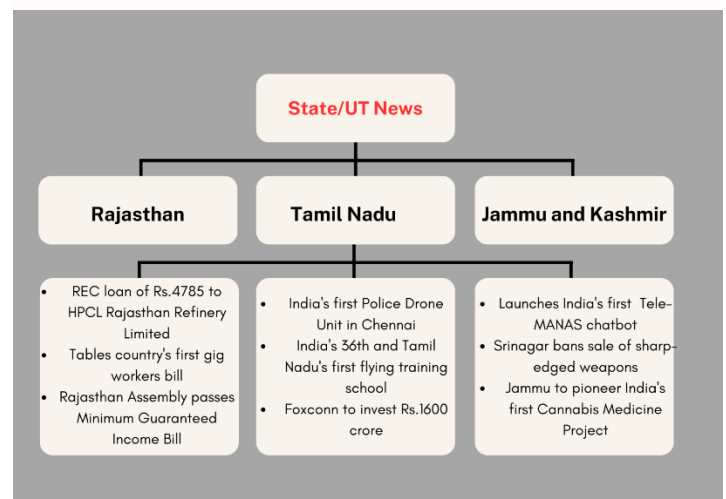 State/UT News
Rajasthan
Tamil Nadu
Jammu and Kashmir
• REC loan of Rs.4785 to
HPCL Rajasthan Refinery
Limited
• Tables country's first gig
workers bill
• Rajasthan Assembly passes
Minimum Guaranteed
Income Bill
• India's first Police Drone
Unit in Chennai
• India's 36th and Tamil
Nadu's first flying training
school
• Foxconn to invest Rs.1600
crore
• Launches India's first Tele-
MANAS chatbot
• Srinagar bans sale of sharp-
edged weapons
• Jammu to pioneer India's
first Cannabis Medicine
Project